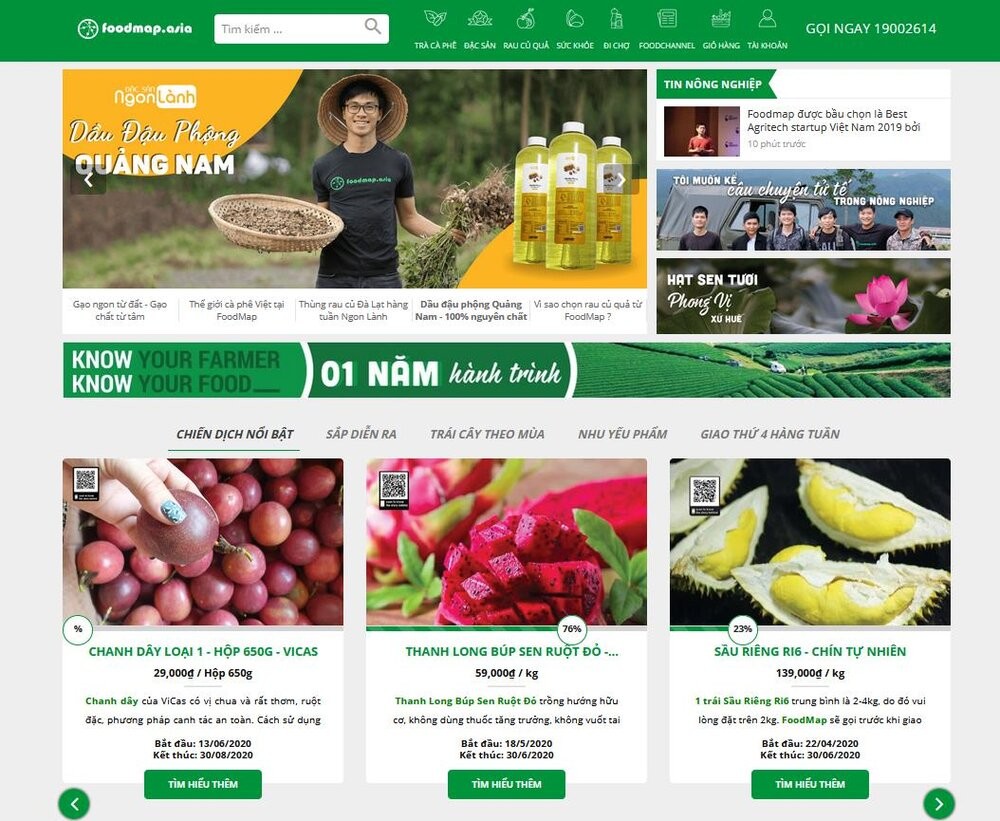 foodmap.asia
Tìm kiếm ...
TRÀ CÀ PHÊ
ĐẶC SẢN
RAU CỦ QUẢ
SỨC KHỎE
ĐI CHỢ
FOODCHANNEL
GIỎ HÀNG
TÀI KHOẢN
GỌI NGAY 19002614
ĐẶC SẢN
Ngon Lành
Dầu Đậu Phộng
QUẢNG NAM
foodmap.asia
Gạo ngon từ đất - Gạo
chất từ tâm
Thế giới cà phê Việt tại
FoodMap
Thùng rau củ Đà Lạt hàng
tuần Ngon Lành
Dầu đậu phộng Quảng
Nam - 100% nguyên chất
Vì sao chọn rau củ quả từ
FoodMap ?
TIN NÔNG NGHIỆP
Foodmap được bầu chọn là Best
Agritech startup Việt Nam 2019 bởi
10 phút trước
TÔI MUỐN KỂ
câu chuyện tử tế
TRONG NÔNG NGHIỆP
HẠT SEN TƯƠI
Phong Vị
XỨ HUẾ
KNOW YOUR FARMER
KNOW YOUR FOOD
01 NĂM hành trình
CHIẾN DỊCH NỔI BẬT
SẮP DIỄN RA
TRÁI CÂY THEO MÙA
NHU YẾU PHẨM
GIAO THỨ 4 HÀNG TUẦN
%
CHANH DÂY LOẠI 1 - HỘP 650G - VICAS
29,000₫ / Hộp 650g
Chanh dây của ViCas có vị chua và rất thơm, ruột
đặc, phương pháp canh tác an toàn. Cách sử dụng
Bắt đầu: 13/06/2020
Kết thúc: 30/08/2020
TÌM HIỂU THÊM
76%
THANH LONG BÚP SEN RUỘT ĐỎ -...
59,000₫ / kg
Thanh Long Búp Sen Ruột Đỏ trồng hướng hữu
cơ, không dùng thuốc tăng trưởng, không vuốt tai
Bắt đầu: 18/5/2020
Kết thúc: 30/6/2020
TÌM HIỂU THÊM
23%
SẦU RIÊNG RI6 - CHÍN TỰ NHIÊN
139,000₫ / kg
1 trái Sầu Riêng Ri6 trung bình là 2-4kg, do đó vui
lòng đặt trên 2kg. FoodMap sẽ gọi trước khi giao
Bắt đầu: 22/04/2020
Kết thúc: 30/06/2020
TÌM HIỂU THÊM